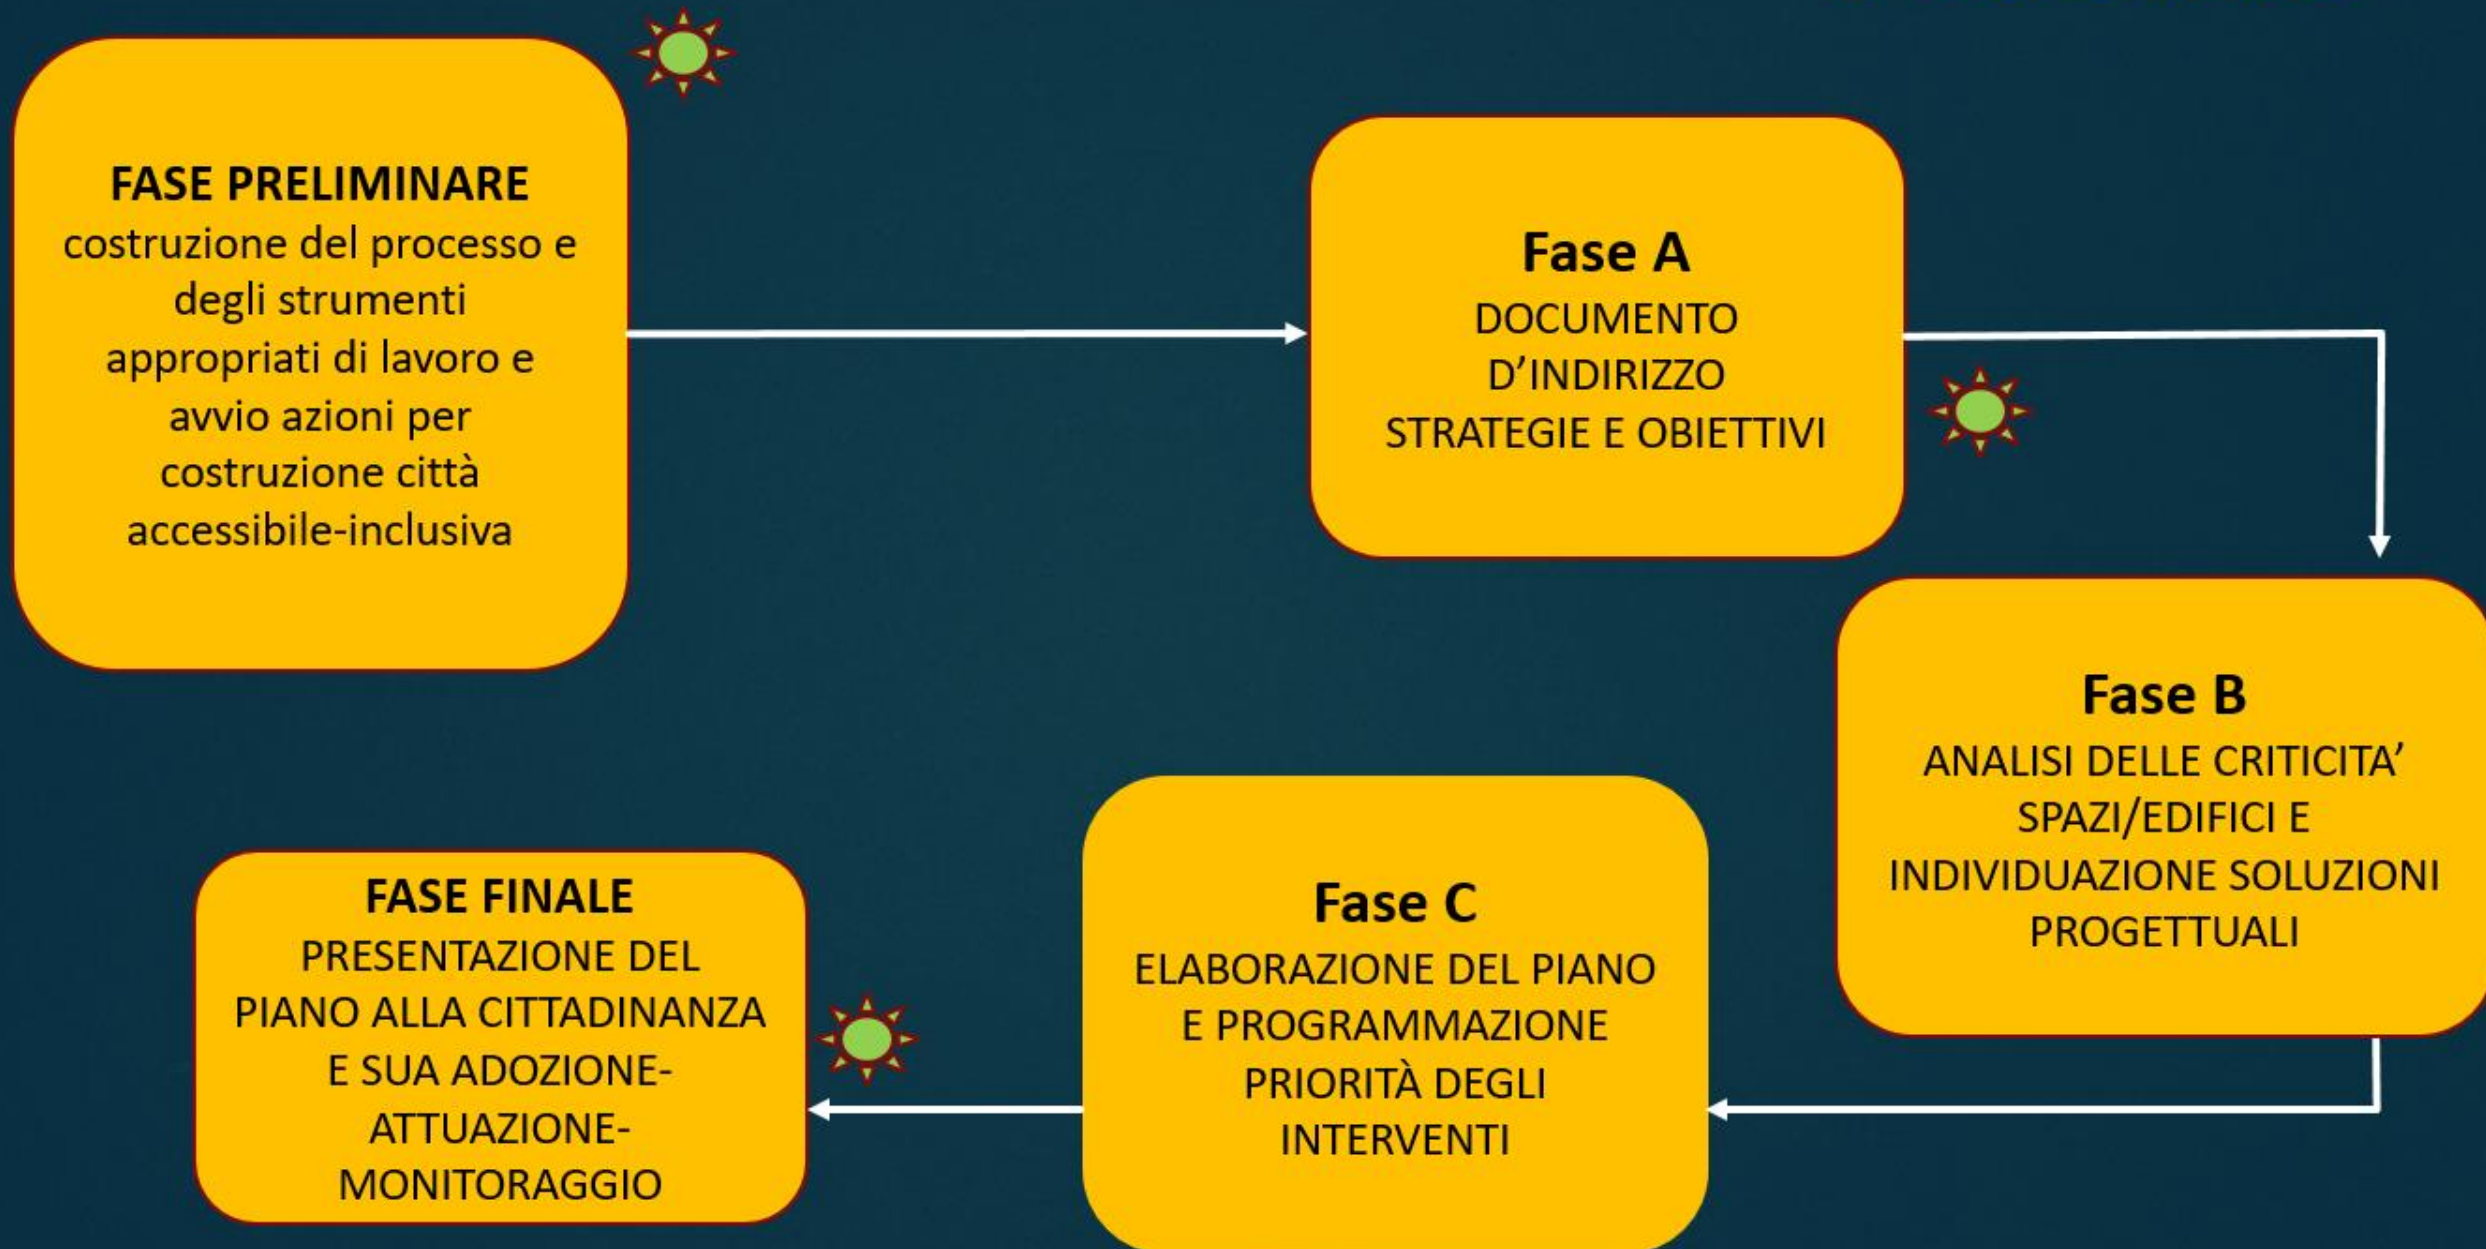 FASE PRELIMINARE
costruzione del processo e
degli strumenti
appropriati di lavoro e
avvio azioni per
costruzione città
accessibile-inclusiva
Fase A
DOCUMENTO
D’INDIRIZZO
STRATEGIE E OBIETTIVI
Fase B
ANALISI DELLE CRITICITA’
SPAZI/EDIFICI E
INDIVIDUAZIONE SOLUZIONI
PROGETTUALI
Fase C
ELABORAZIONE DEL PIANO
E PROGRAMMAZIONE
PRIORITÀ DEGLI
INTERVENTI
FASE FINALE
PRESENTAZIONE DEL
PIANO ALLA CITTADINANZA
E SUA ADOZIONE-
ATTUAZIONE-
MONITORAGGIO